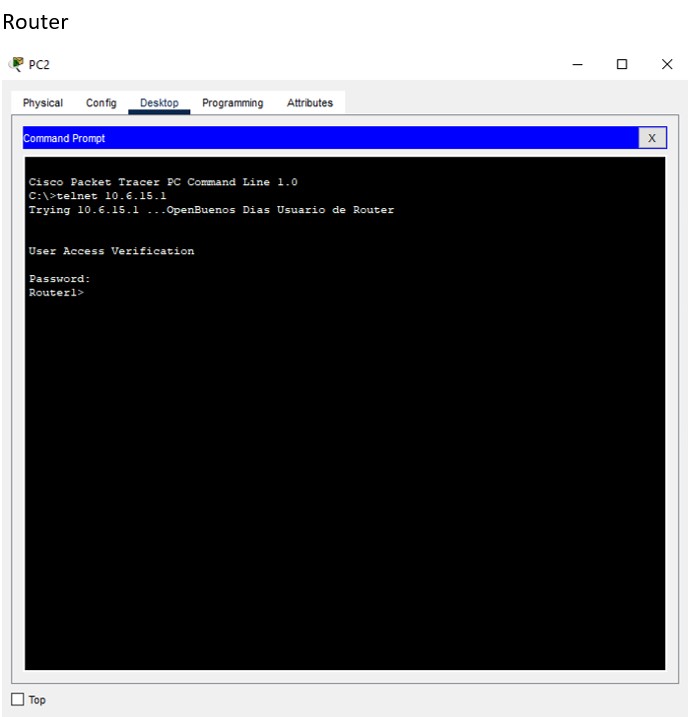 Router
PC2
Physical Config Desktop Programming Attributes
Command Prompt
X
Cisco Packet Tracer PC Command Line 1.0
C:\>telnet 10.6.15.1
Trying 10.6.15.1 ...OpenBuenos Dias Usuario de Router
User Access Verification
Password:
Router1>
Top